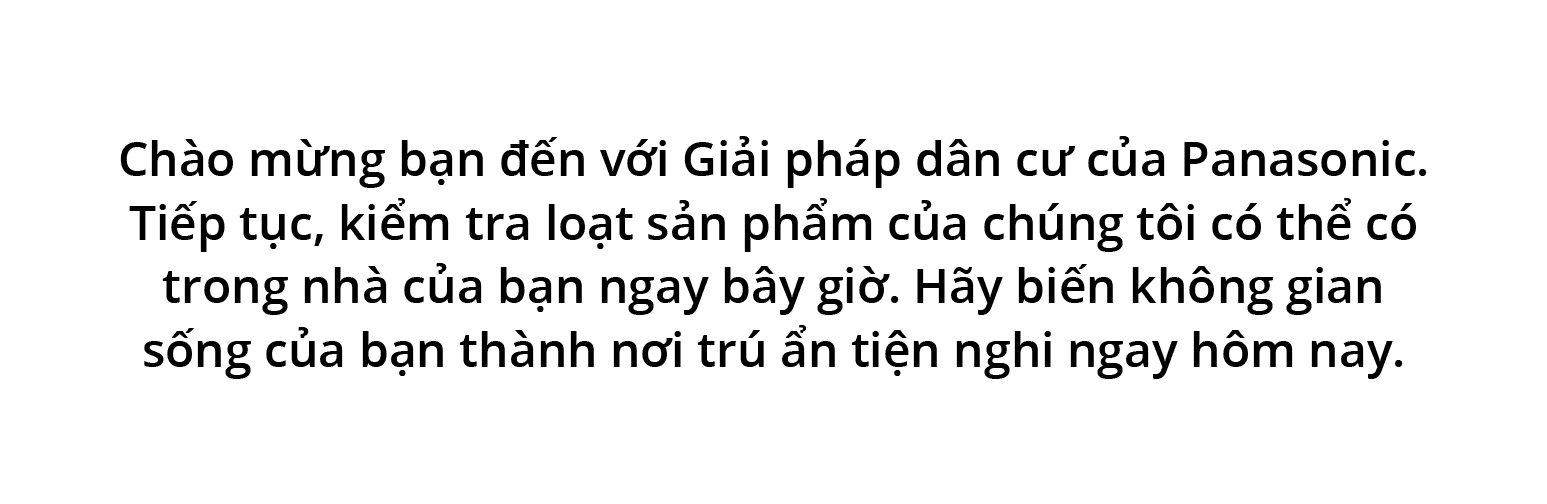 Chào mừng bạn đến với Giải pháp dân cư của Panasonic.
Tiếp tục, kiểm tra loạt sản phẩm của chúng tôi có thể có
trong nhà của bạn ngay bây giờ. Hãy biến không gian
sống của bạn thành nơi trú ẩn tiện nghi ngay hôm nay.